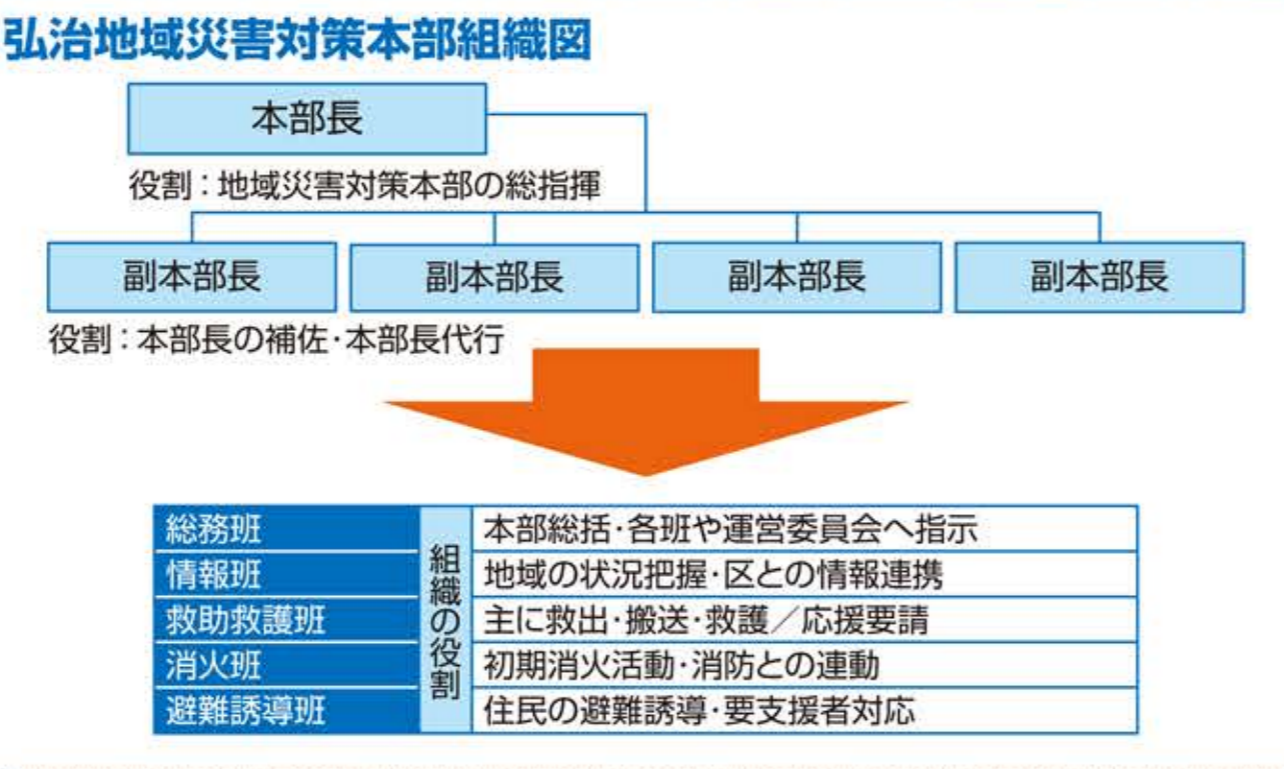 弘治地域災害対策本部組織図
本部長
役割：地域災害対策本部の総指揮
副本部長
副本部長
副本部長
副本部長
役割：本部長の補佐・本部長代行
組織の役割
総務班 本部総括・各班や運営委員会へ指示
情報班 地域の状況把握・区との情報連携
救助救護班 主に救出・搬送・救護／応援要請
消火班 初期消火活動・消防との連動
避難誘導班 住民の避難誘導・要支援者対応